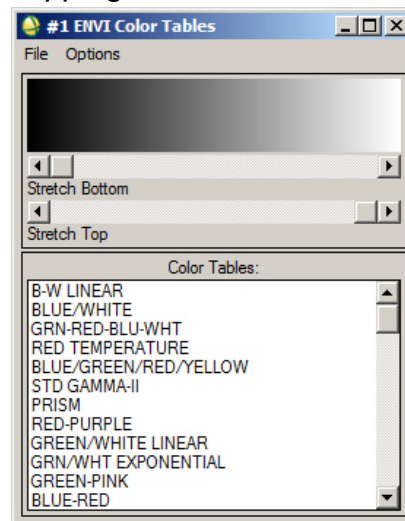 #1 ENVI Color Tables
File Options
Stretch Bottom
Stretch Top
Color Tables:
B-W LINEAR
BLUE/WHITE
GRN-RED-BLU-WHT
RED TEMPERATURE
BLUE/GREEN/RED/YELLOW
STD GAMMA-II
PRISM
RED-PURPLE
GREEN/WHITE LINEAR
GRN/WHT EXPONENTIAL
GREEN-PINK
BLUE-RED